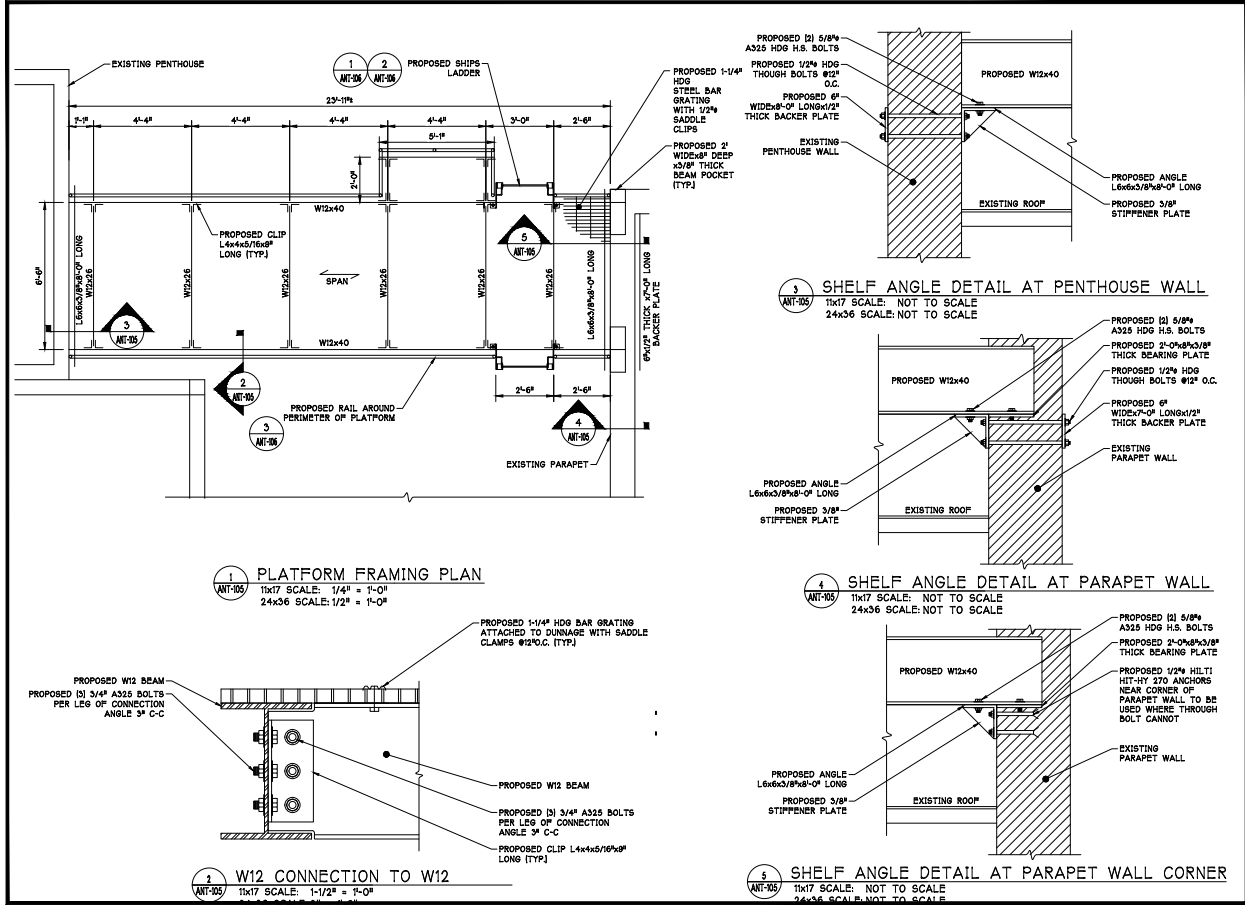 EXISTING PENTHOUSE
1
ANT-106
2
ANT-106
PROPOSED SHIPS
LADDER
PROPOSED 1-1/4"
HDG
STEEL BAR
GRATING
WITH 1/2"ø
SADDLE
CLIPS
PROPOSED 2'
WIDEx8" DEEP
x3/8" THICK
BEAM POCKET
(TYP.)
23'-11"±
1'-1"
4'-4"
4'-4"
4'-4"
4'-4"
3'-0"
2'-6"
5'-1"
2'-0"
W12x40
PROPOSED CLIP
L4x4x5/16x9"
LONG (TYP.)
6'-6"
L6x6x3/8"x8'-0" LONG
W12x26
W12x26
W12x26
W12x26
W12x26
W12x26
SPAN
5
ANT-105
L6x6x3/8"x8'-0" LONG
6"x1/2" THICK x7'-0" LONG
BACKER PLATE
3
ANT-105
W12x40
2
ANT-105
3
ANT-106
PROPOSED RAIL AROUND
PERIMETER OF PLATFORM
2'-6"
2'-6"
4
ANT-105
EXISTING PARAPET
1
ANT-105
PLATFORM FRAMING PLAN
11x17 SCALE: 1/4" = 1'-0"
24x36 SCALE: 1/2" = 1'-0"
PROPOSED 1-1/4" HDG BAR GRATING
ATTACHED TO DUNNAGE WITH SADDLE
CLAMPS @12"O.C. (TYP.)
PROPOSED W12 BEAM
PROPOSED (3) 3/4" A325 BOLTS
PER LEG OF CONNECTION
ANGLE 3" C-C
PROPOSED W12 BEAM
PROPOSED (3) 3/4" A325 BOLTS
PER LEG OF CONNECTION
ANGLE 3" C-C
PROPOSED CLIP L4x4x5/16"x9"
LONG (TYP.)
2
ANT-105
W12 CONNECTION TO W12
11x17 SCALE: 1-1/2" = 1'-0"
PROPOSED (2) 5/8"ø
A325 HDG H.S. BOLTS
PROPOSED 1/2"ø HDG
THOUGH BOLTS @12"
O.C.
PROPOSED 6"
WIDEx8'-0" LONGx1/2"
THICK BACKER PLATE
EXISTING
PENTHOUSE WALL
PROPOSED W12x40
PROPOSED ANGLE
L6x6x3/8"x8'-0" LONG
PROPOSED 3/8"
STIFFENER PLATE
EXISTING ROOF
3
ANT-105
SHELF ANGLE DETAIL AT PENTHOUSE WALL
11x17 SCALE: NOT TO SCALE
24x36 SCALE: NOT TO SCALE
PROPOSED (2) 5/8"ø
A325 HDG H.S. BOLTS
PROPOSED 2'-0"x8"x3/8"
THICK BEARING PLATE
PROPOSED 1/2"ø HDG
THOUGH BOLTS @12" O.C.
PROPOSED 6"
WIDEx7'-0" LONGx1/2"
THICK BACKER PLATE
EXISTING
PARAPET WALL
PROPOSED W12x40
PROPOSED ANGLE
L6x6x3/8"x8'-0" LONG
PROPOSED 3/8"
STIFFENER PLATE
EXISTING ROOF
4
ANT-105
SHELF ANGLE DETAIL AT PARAPET WALL
11x17 SCALE: NOT TO SCALE
24x36 SCALE: NOT TO SCALE
PROPOSED (2) 5/8"ø
A325 HDG H.S. BOLTS
PROPOSED 2'-0"x8"x3/8"
THICK BEARING PLATE
PROPOSED 1/2"ø HILTI
HIT-HY 270 ANCHORS
NEAR CORNER OF
PARAPET WALL TO BE
USED WHERE THROUGH
BOLT CANNOT
EXISTING
PARAPET WALL
PROPOSED W12x40
PROPOSED ANGLE
L6x6x3/8"x8'-0" LONG
PROPOSED 3/8"
STIFFENER PLATE
EXISTING ROOF
5
ANT-105
SHELF ANGLE DETAIL AT PARAPET WALL CORNER
11x17 SCALE: NOT TO SCALE
24x36 SCALE: NOT TO SCALE